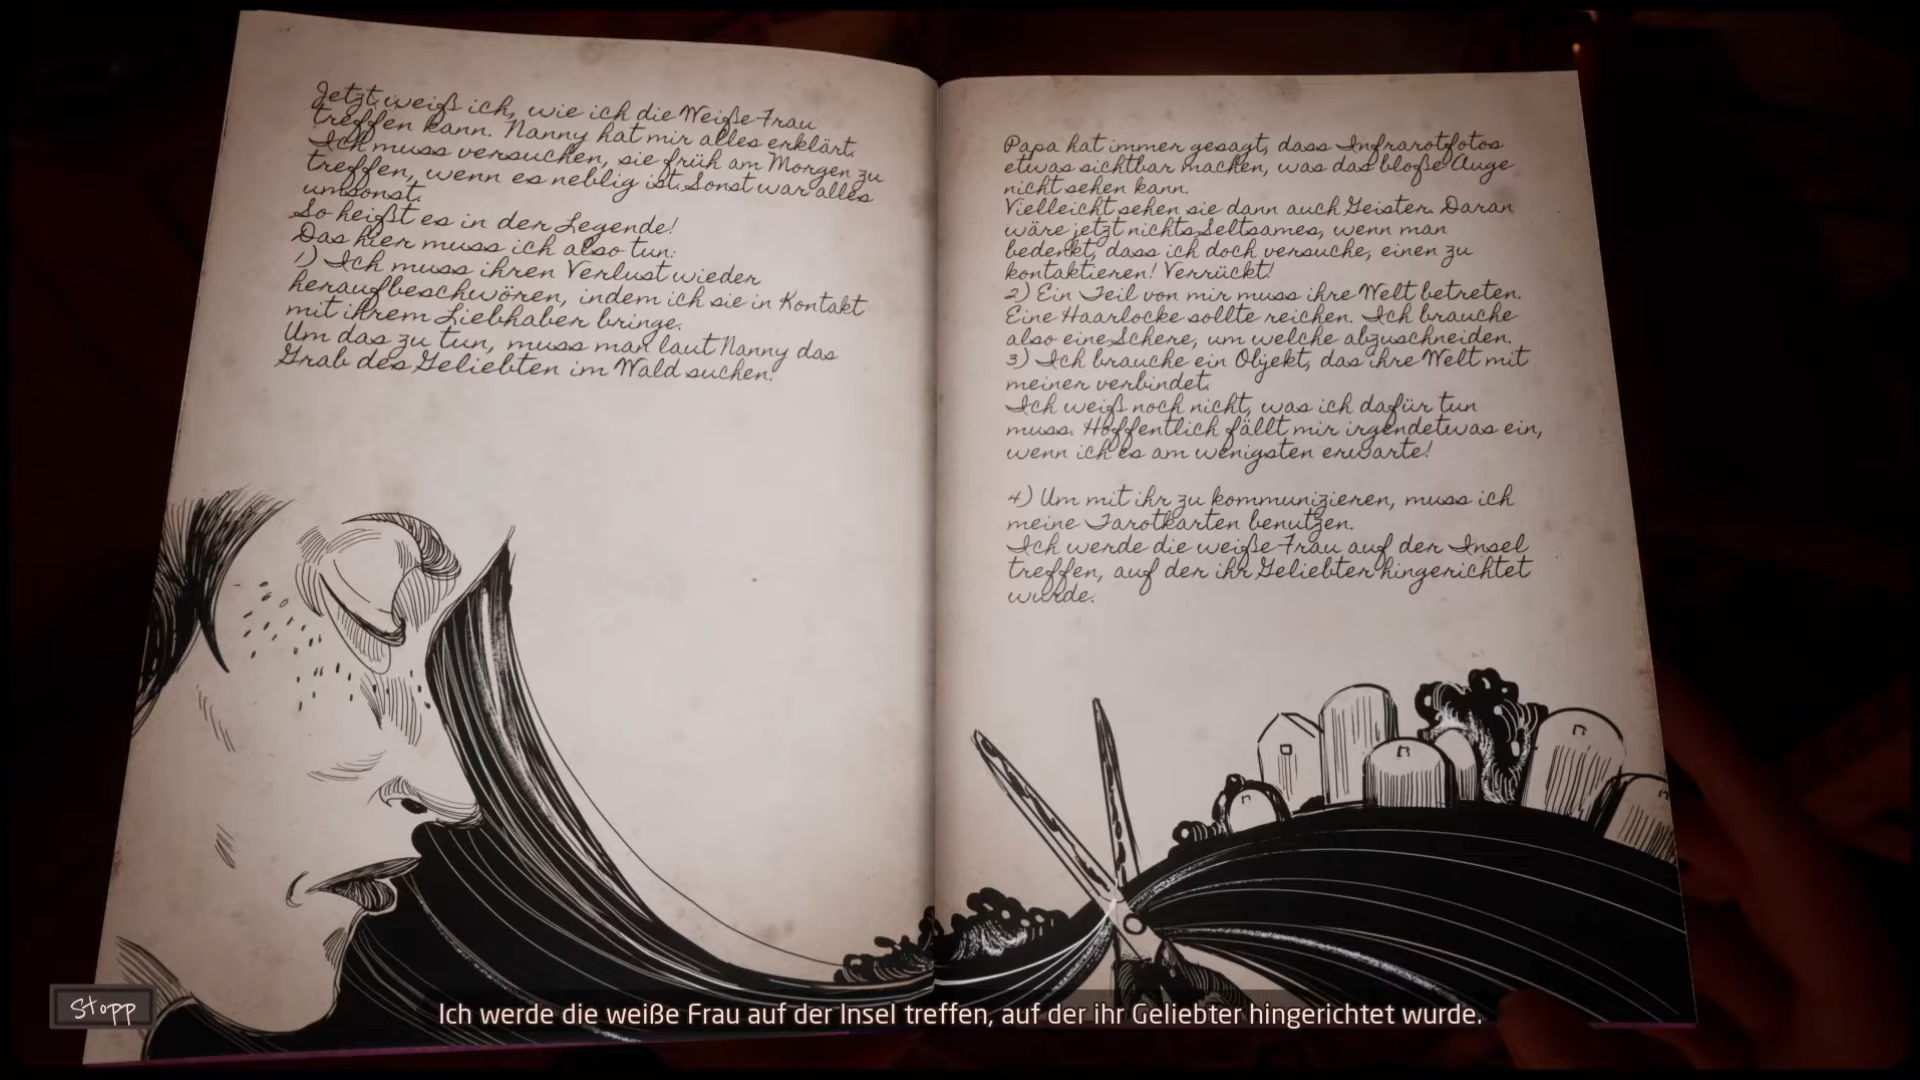 Jetzt weiß ich, wie ich die Weiße Frau
treffen kann. Nanny hat mir alles erklärt.
Ich muss versuchen, sie früh am Morgen zu
treffen, wenn es neblig ist. Sonst war alles
umsonst.
So heißt es in der Legende!
Das hier muss ich also tun:
1) Ich muss ihren Verlust wieder
heraufbeschwören, indem ich sie in Kontakt
mit ihrem Liebhaber bringe.
Um das zu tun, muss man laut Nanny das
Grab des Geliebten im Wald suchen.
Papa hat immer gesagt, dass Infrarotfotos
etwas sichtbar machen, was das bloße Auge
nicht sehen kann.
Vielleicht sehen sie dann auch Geister. Daran
wäre jetzt nichts Seltsames, wenn man
bedenkt, dass ich doch versuche, einen zu
kontaktieren! Verrückt!
2) Ein Teil von mir muss ihre Welt betreten.
Eine Haarlocke sollte reichen. Ich brauche
also eine Schere, um welche abzuschneiden.
3) Ich brauche ein Objekt, das ihre Welt mit
meiner verbindet.
Ich weiß noch nicht, was ich dafür tun
muss. Hoffentlich fällt mir irgendetwas ein,
wenn ich es am wenigsten erwarte!
4) Um mit ihr zu kommunizieren, muss ich
meine Tarotkarten benutzen.
Ich werde die weiße Frau auf der Insel
treffen, auf der ihr Geliebter hingerichtet
wurde.
Stopp
Ich werde die weiße Frau auf der Insel treffen, auf der ihr Geliebter hingerichtet wurde.